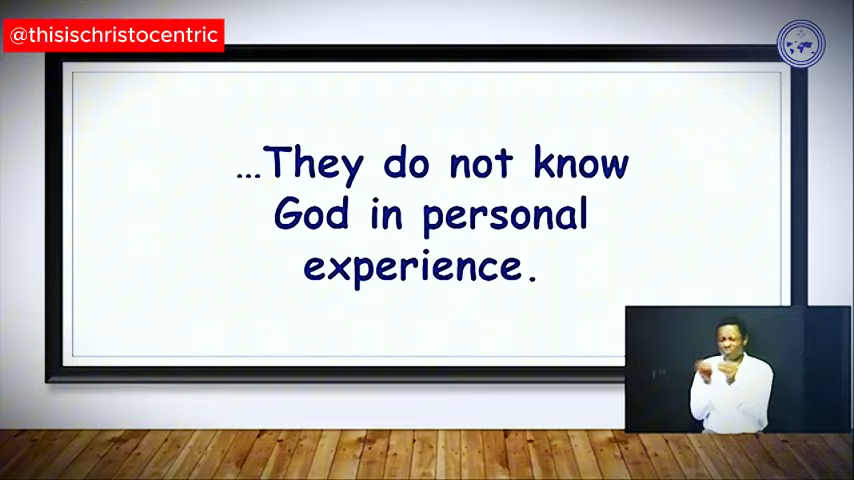 @thisischristocentric
...They do not know
God in personal
experience.